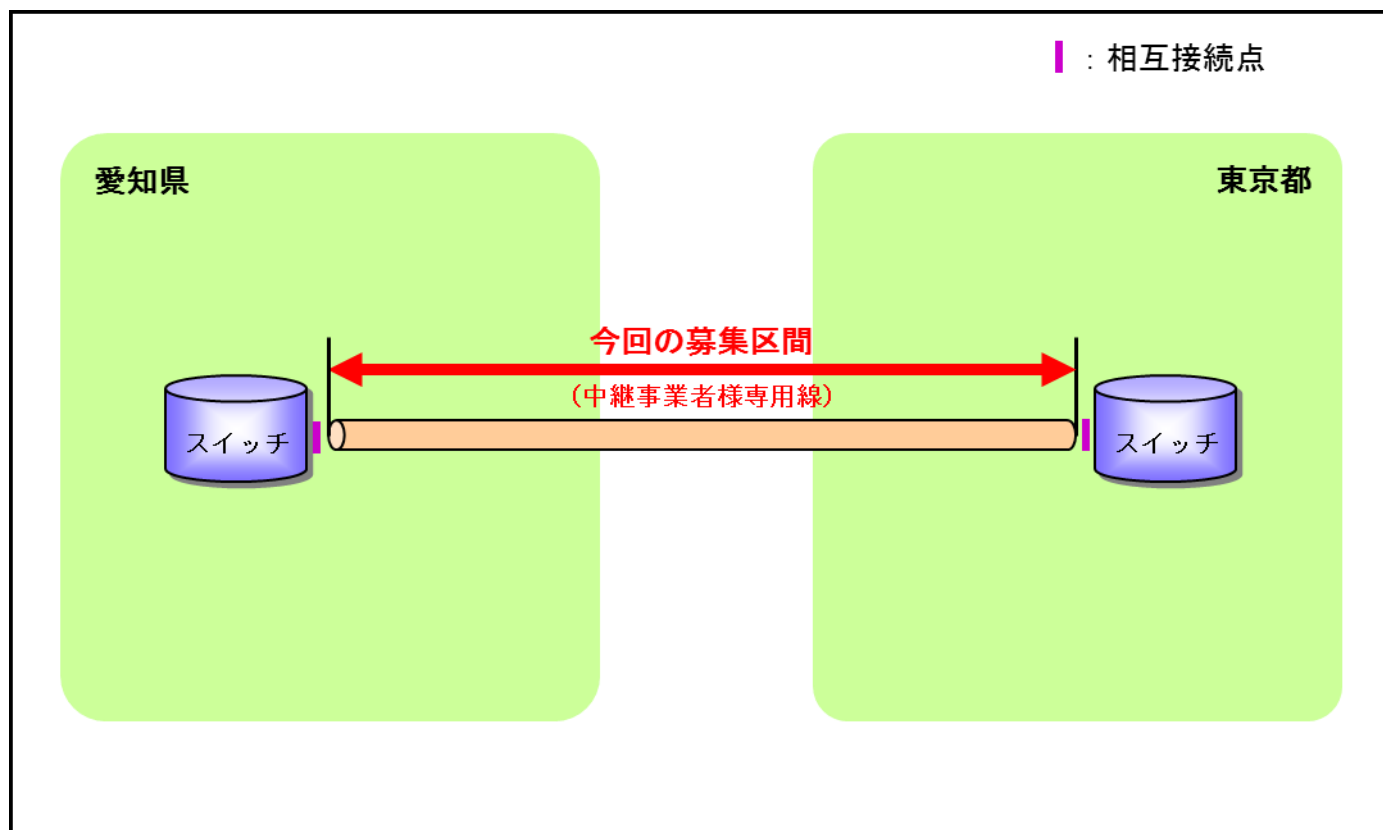 ：相互接続点
愛知県
東京都
今回の募集区間
（中継事業者様専用線）
スイッチ
スイッチ